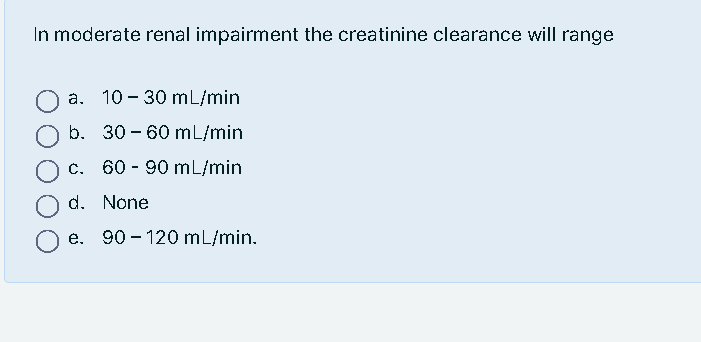 In moderate renal impairment the creatinine clearance will range
a. 10 – 30 mL/min
b. 30 – 60 mL/min
c. 60 - 90 mL/min
d. None
e. 90 – 120 mL/min.